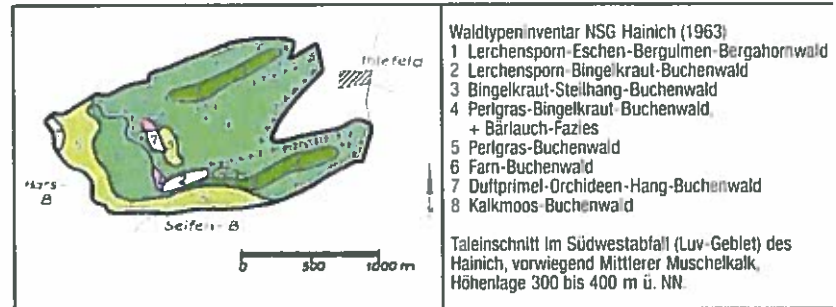 Ihlefeld
Hars-
B
Seifen-B
0 500 1000 m
Waldtypeninventar NSG Hainich (1963)
1 Lerchensporn-Eschen-Bergulmen-Bergahornwald
2 Lerchensporn-Bingelkraut-Buchenwald
3 Bingelkraut-Steilhang-Buchenwald
4 Perlgras-Bingelkraut-Buchenwald
+ Bärlauch-Fazies
5 Perlgras-Buchenwald
6 Farn-Buchenwald
7 Duftprimel-Orchideen-Hang-Buchenwald
8 Kalkmoos-Buchenwald
Taleinschnitt im Südwestabfall (Luv-Gebiet) des
Hainich, vorwiegend Mittlerer Muschelkalk,
Höhenlage 300 bis 400 m ü. NN.